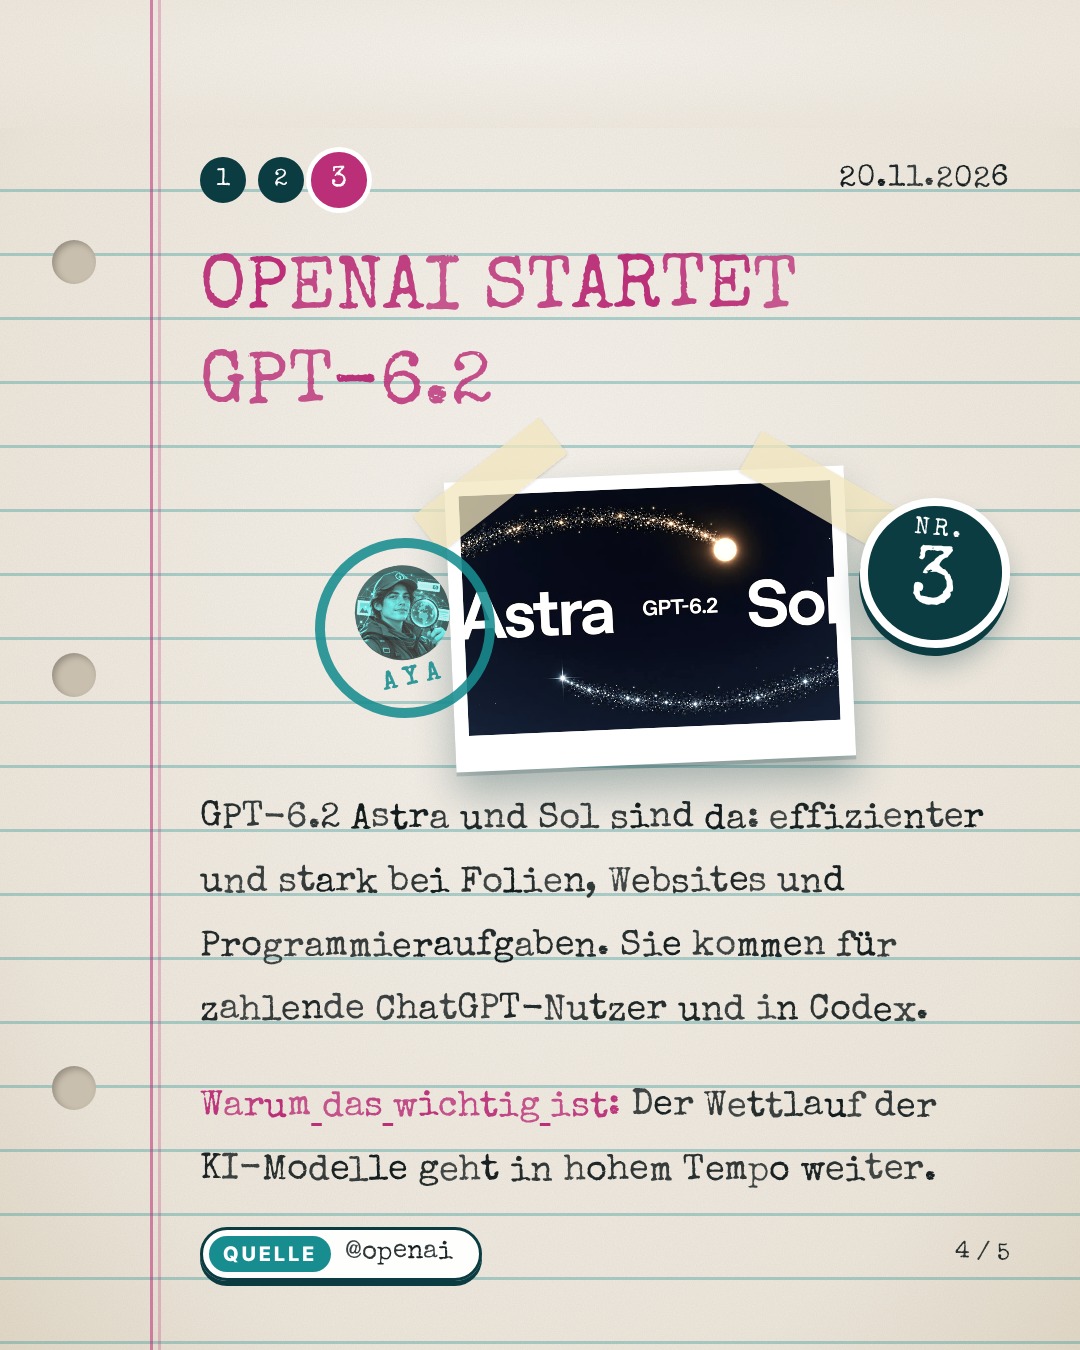 1 2 3
20.11.2026
OPENAI STARTET
GPT-6.2
Astra GPT-6.2 Sol
AYA
NR.
3
GPT-6.2 Astra und Sol sind da: effizienter
und stark bei Folien, Websites und
Programmieraufgaben. Sie kommen für
zahlende ChatGPT-Nutzer und in Codex.
Warum_das_wichtig_ist: Der Wettlauf der
KI-Modelle geht in hohem Tempo weiter.
QUELLE @openai
4/5